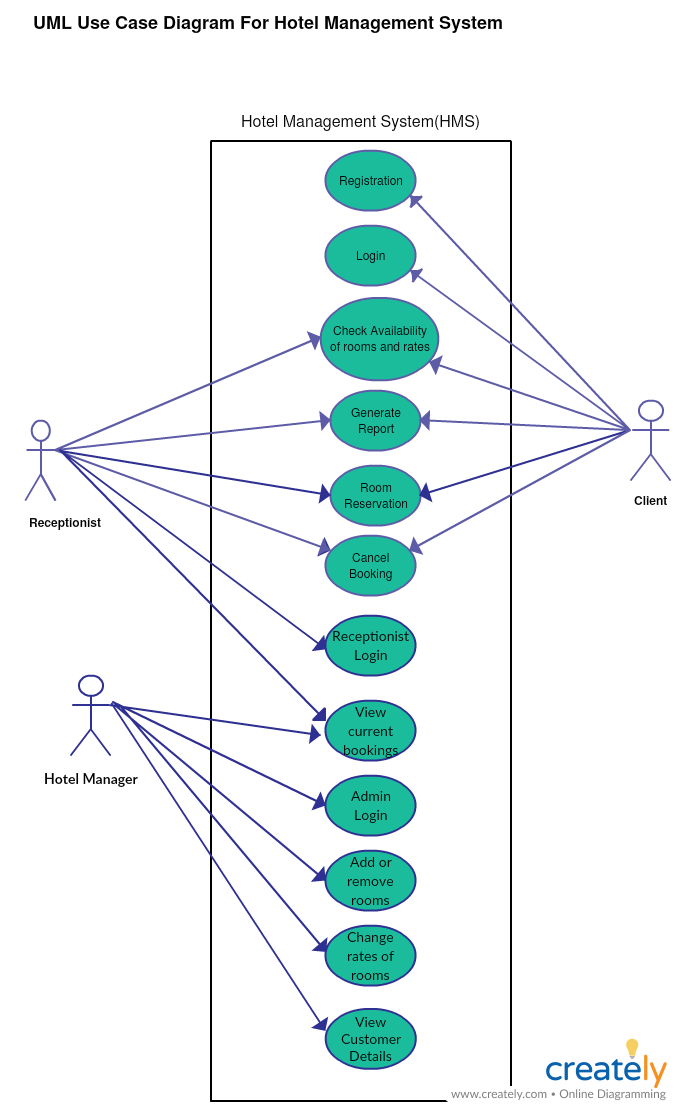 UML Use Case Diagram For Hotel Management System
Hotel Management System(HMS)
Registration
Login
Check Availability
of rooms and rates
Generate
Report
Room
Reservation
Cancel
Booking
Receptionist
Client
Receptionist
Login
View
current
bookings
Hotel Manager
Admin
Login
Add or
remove
rooms
Change
rates of
rooms
View
Customer
Details
creately
www.creately.com • Online Diagramming